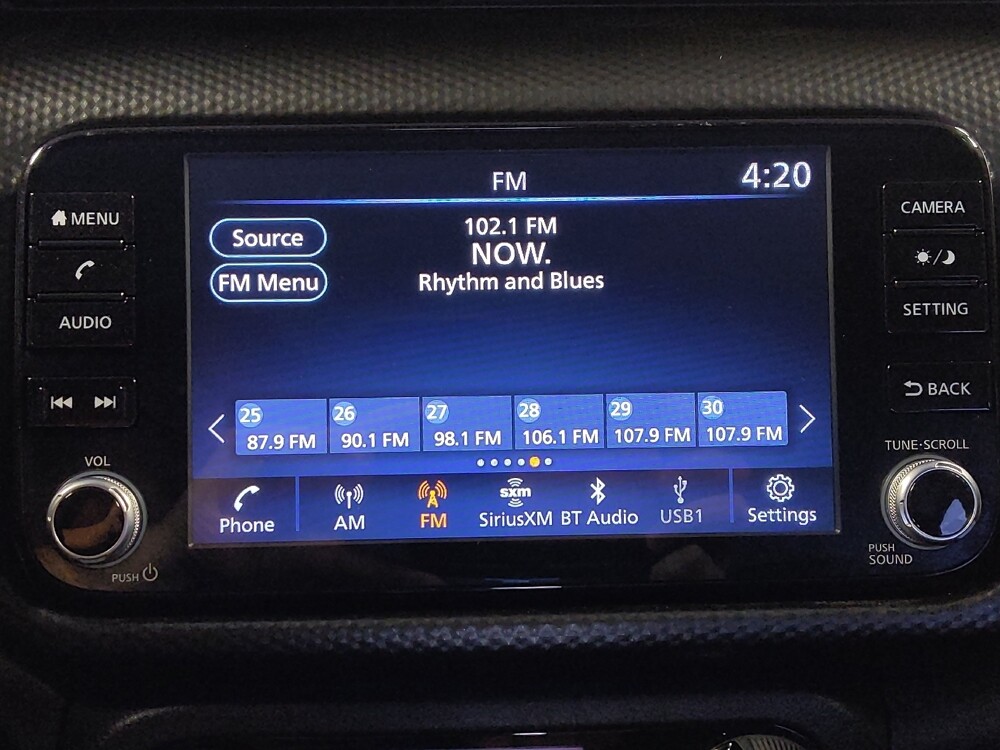 FM
4:20
MENU
AUDIO
VOL
PUSH
Source
FM Menu
102.1 FM
NOW.
Rhythm and Blues
25 26 27 28 29 30
87.9 FM 90.1 FM 98.1 FM 106.1 FM 107.9 FM 107.9 FM
sxm
Phone AM FM SiriusXM BT Audio USB1 Settings
CAMERA
SETTING
BACK
TUNE·SCROLL
PUSH
SOUND